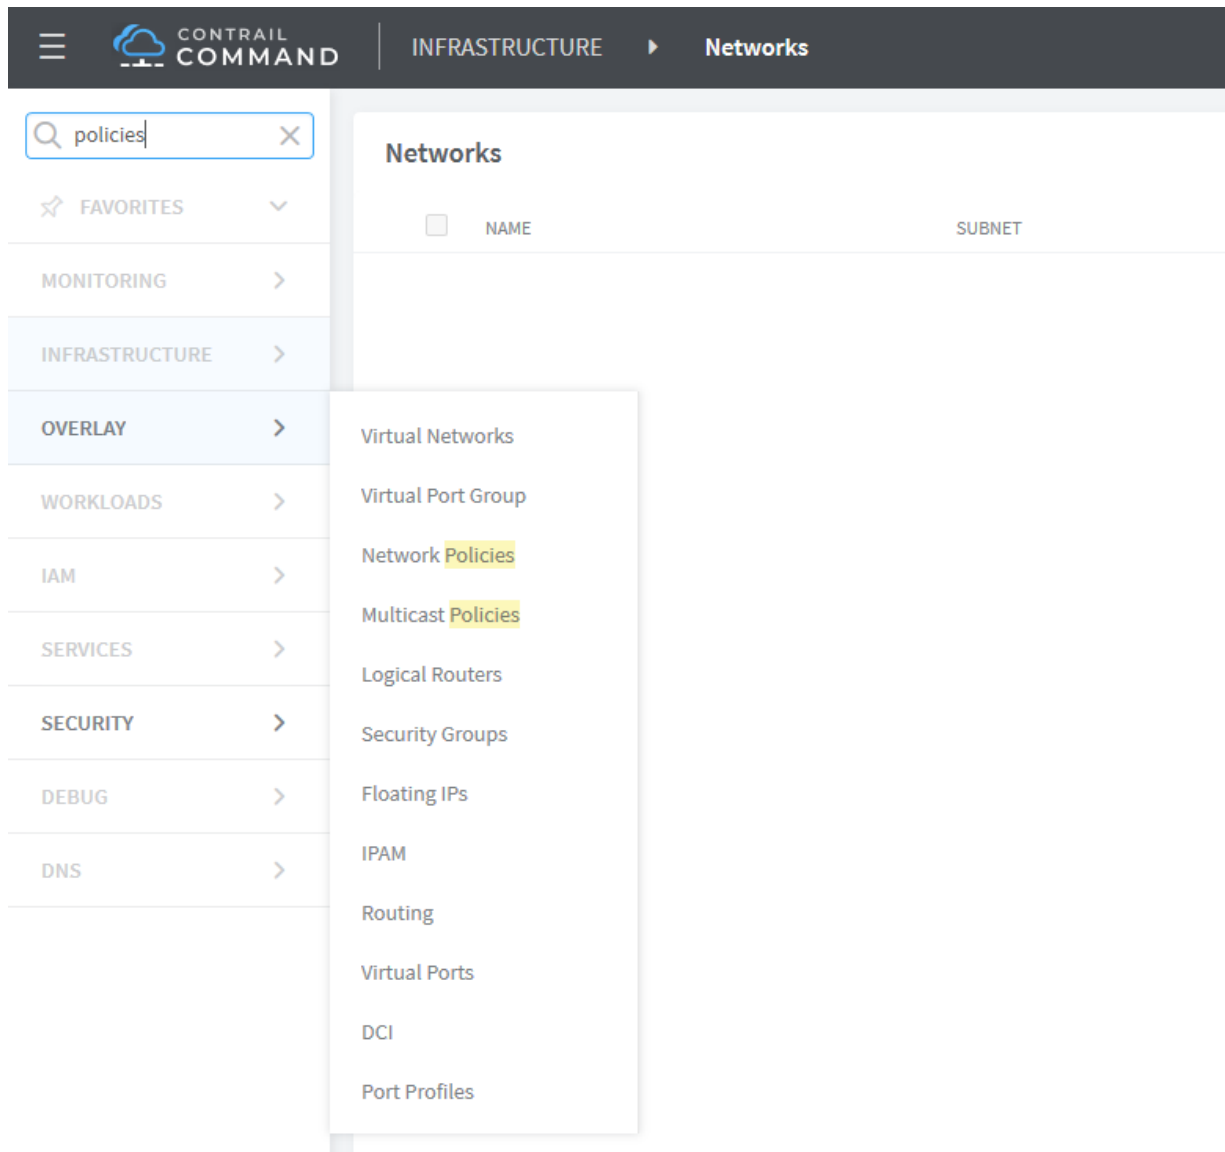 CONTRAIL
COMMAND
INFRASTRUCTURE Networks
policies
Networks
FAVORITES
NAME SUBNET
MONITORING
INFRASTRUCTURE
OVERLAY
WORKLOADS
IAM
SERVICES
SECURITY
DEBUG
DNS
Virtual Networks
Virtual Port Group
Network Policies
Multicast Policies
Logical Routers
Security Groups
Floating IPs
IPAM
Routing
Virtual Ports
DCI
Port Profiles